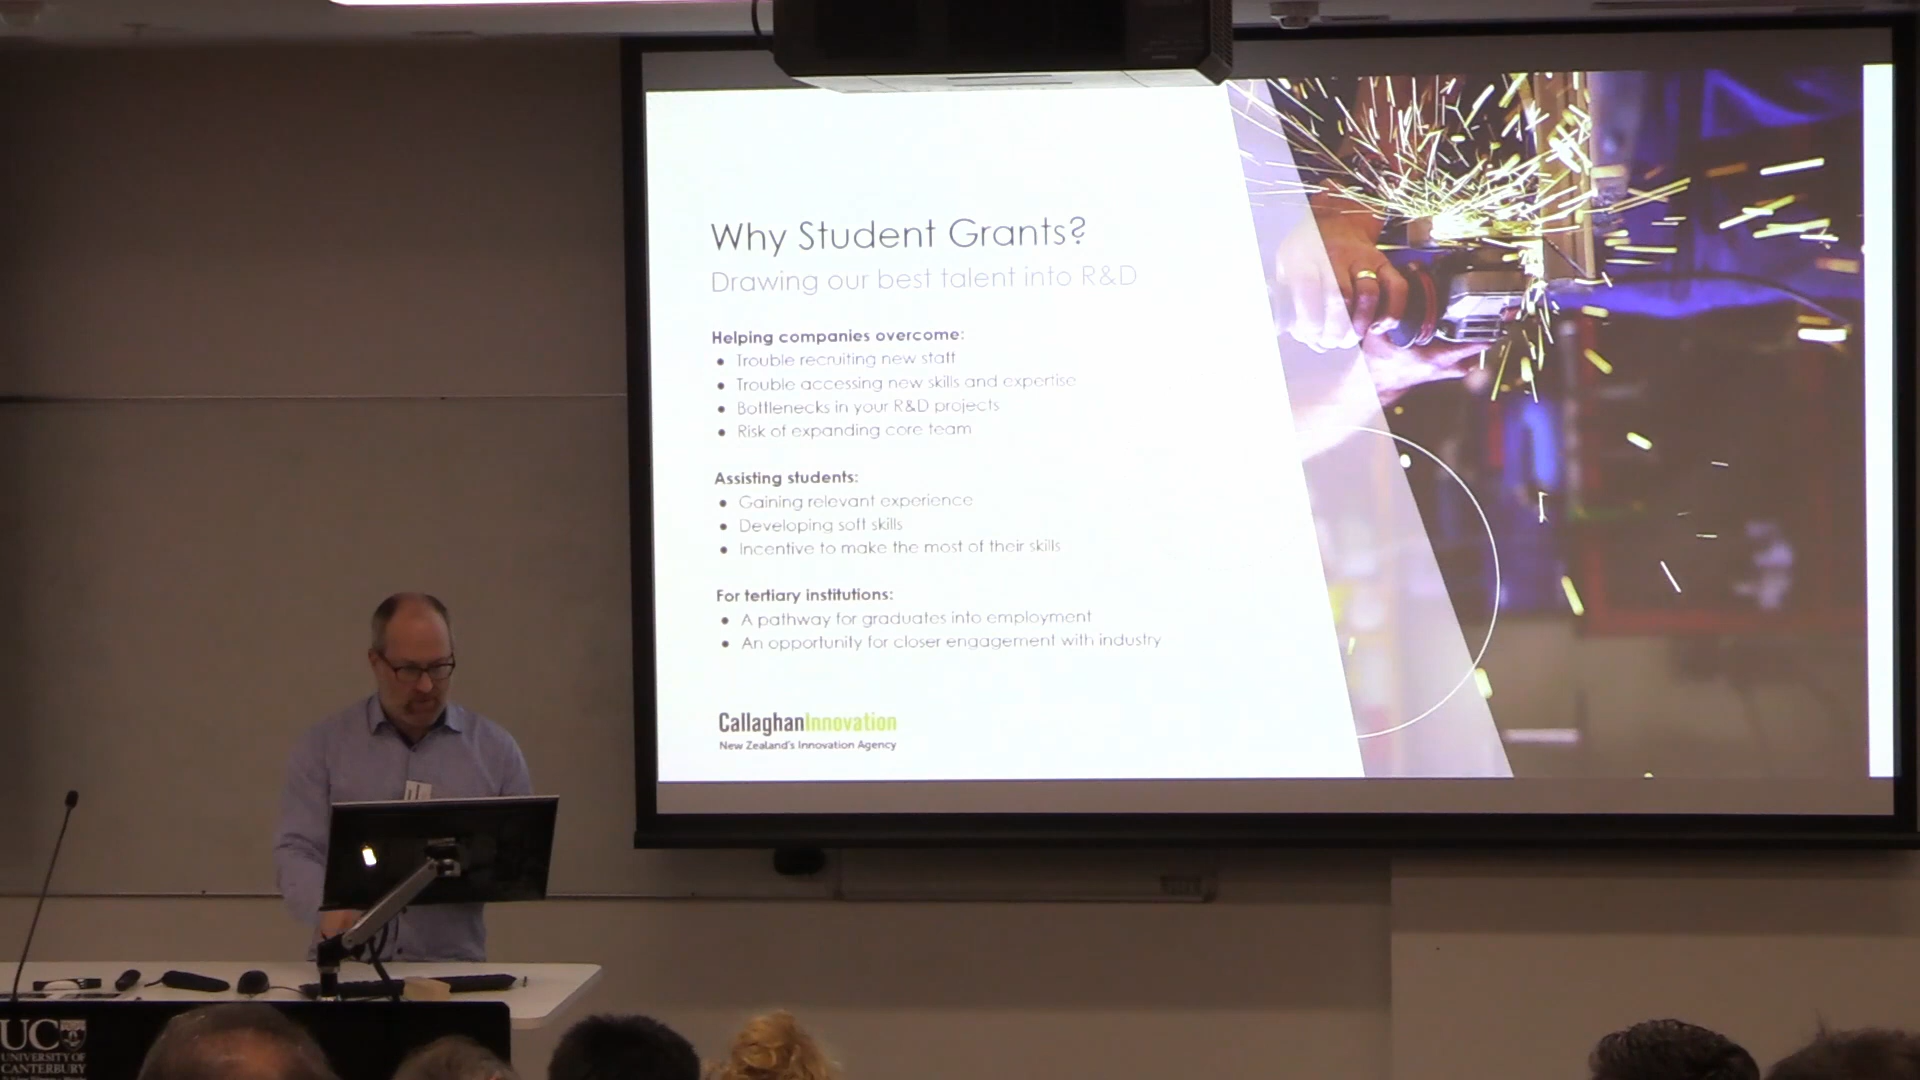 Why Student Grants?
Drawing our best talent into R&D
Helping companies overcome:
• Trouble recruiting new staff
• Trouble accessing new skills and expertise
• Bottlenecks in your R&D projects
• Risk of expanding core team
Assisting students:
• Gaining relevant experience
• Developing soft skills
• Incentive to make the most of their skills
For tertiary institutions:
• A pathway for graduates into employment
• An opportunity for closer engagement with industry
CallaghanInnovation
New Zealand's Innovation Agency
UC
UNIVERSITY OF
CANTERBURY